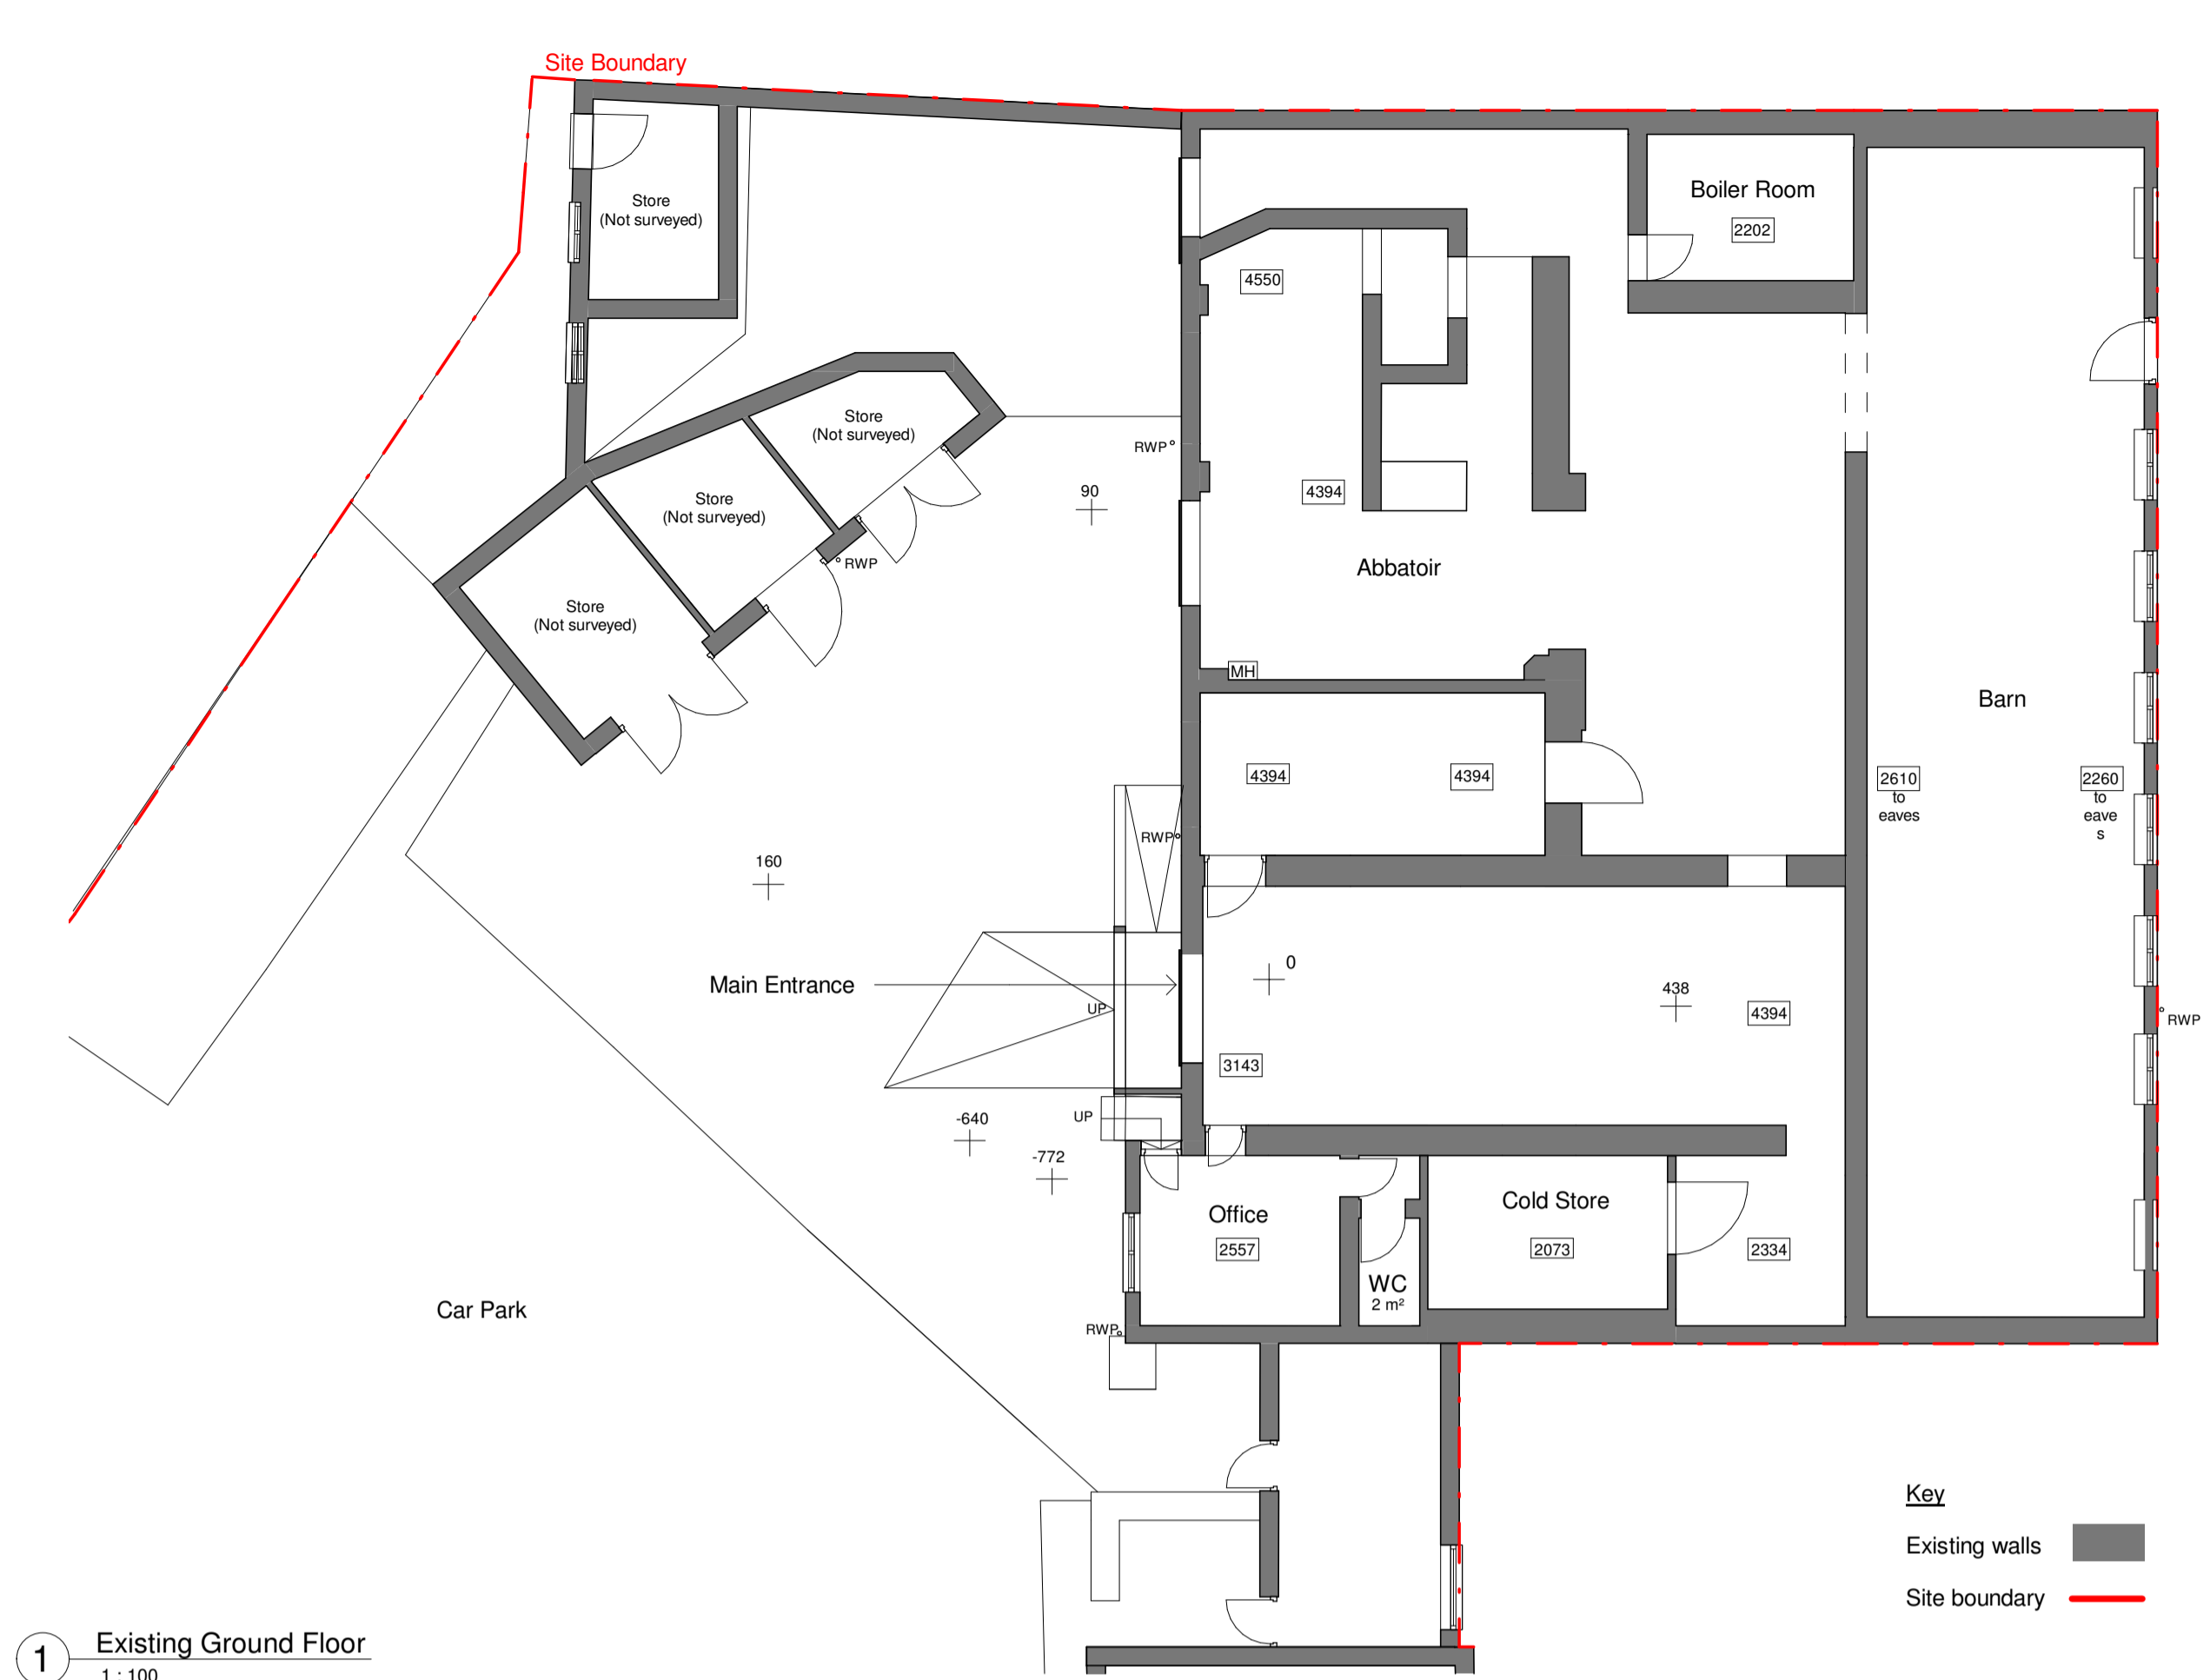 Site Boundary
Store
(Not surveyed)
Boiler Room
2202
4550
Store
(Not surveyed)
RWP
90
4394
Store
(Not surveyed)
RWP
Abbatoir
Store
(Not surveyed)
MH
Barn
4394
4394
2610
to
eaves
2260
to
eave
s
RWP
160
0
Main Entrance
438
UP
4394
RWP
3143
-640
UP
-772
Office
2557
Cold Store
2073
2334
WC
2 m²
Car Park
RWP
Key
Existing walls
Site boundary
1
Existing Ground Floor
1 : 100